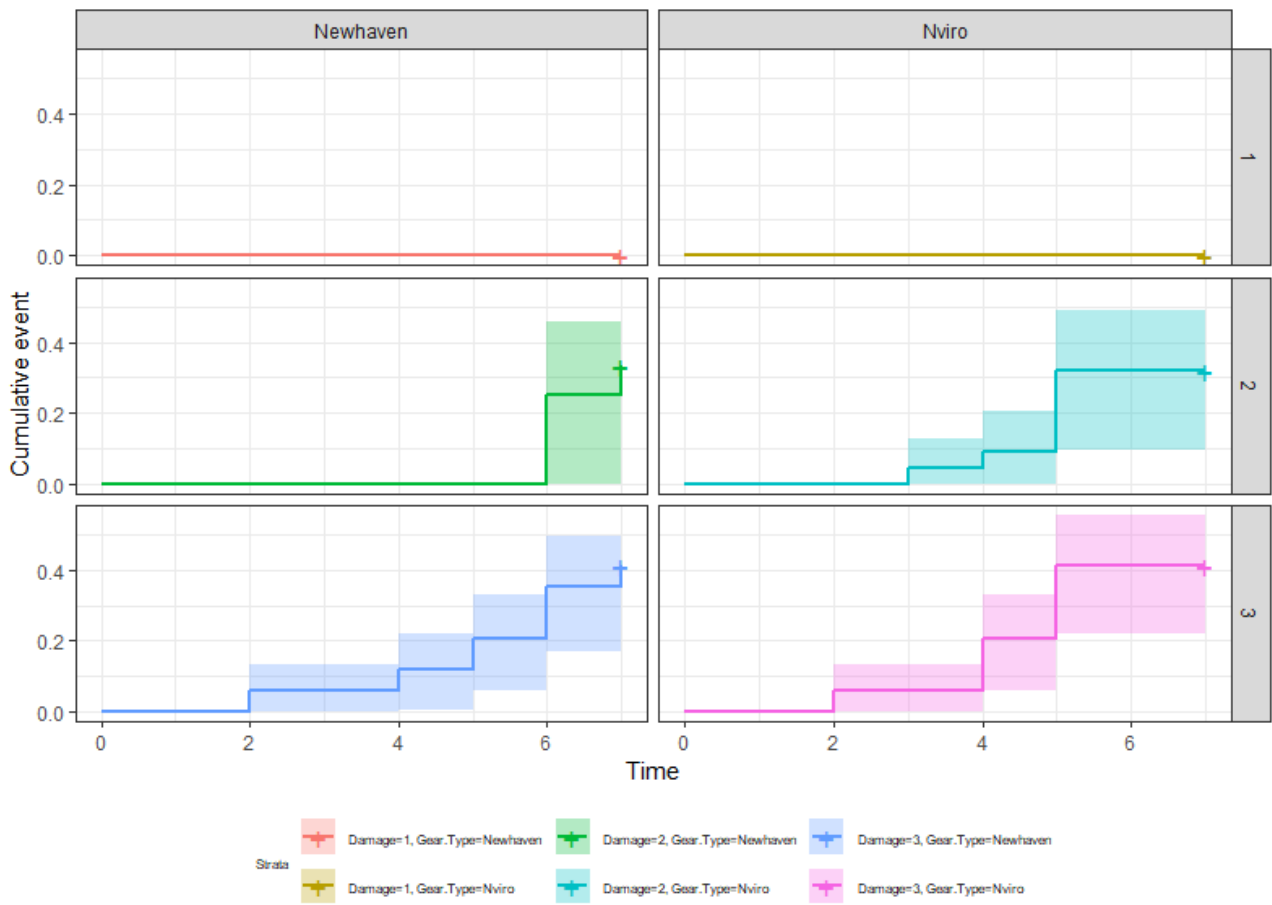 Newhaven Nviro
0.4
0.2
0.0
1
Cumulative event
0.4
0.2
0.0
2
0.4
0.2
0.0
3
0 2 4 6 0 2 4 6
Time
Strata
Damage=1, Gear.Type=Newhaven Damage=2, Gear.Type=Newhaven Damage=3, Gear.Type=Newhaven
Damage=1, Gear.Type=Nviro Damage=2, Gear.Type=Nviro Damage=3, Gear.Type=Nviro